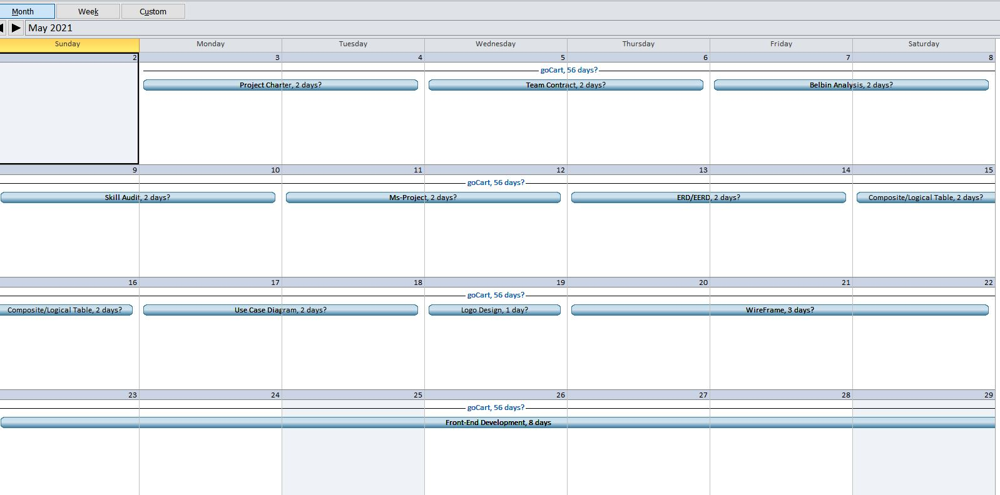 Month Week Custom
May 2021
Sunday Monday Tuesday Wednesday Thursday Friday Saturday
2 3 4 5 6 7 8
goCart, 56 days?
Project Charter, 2 days? Team Contract, 2 days? Belbin Analysis, 2 days?
9 10 11 12 13 14 15
goCart, 56 days?
Skill Audit, 2 days? Ms-Project, 2 days? ERD/EERD, 2 days? Composite/Logical Table, 2 days?
16 17 18 19 20 21 22
goCart, 56 days?
Composite/Logical Table, 2 days? Use Case Diagram, 2 days? Logo Design, 1 day? WireFrame, 3 days?
23 24 25 26 27 28 29
goCart, 56 days?
Front-End Development, 8 days